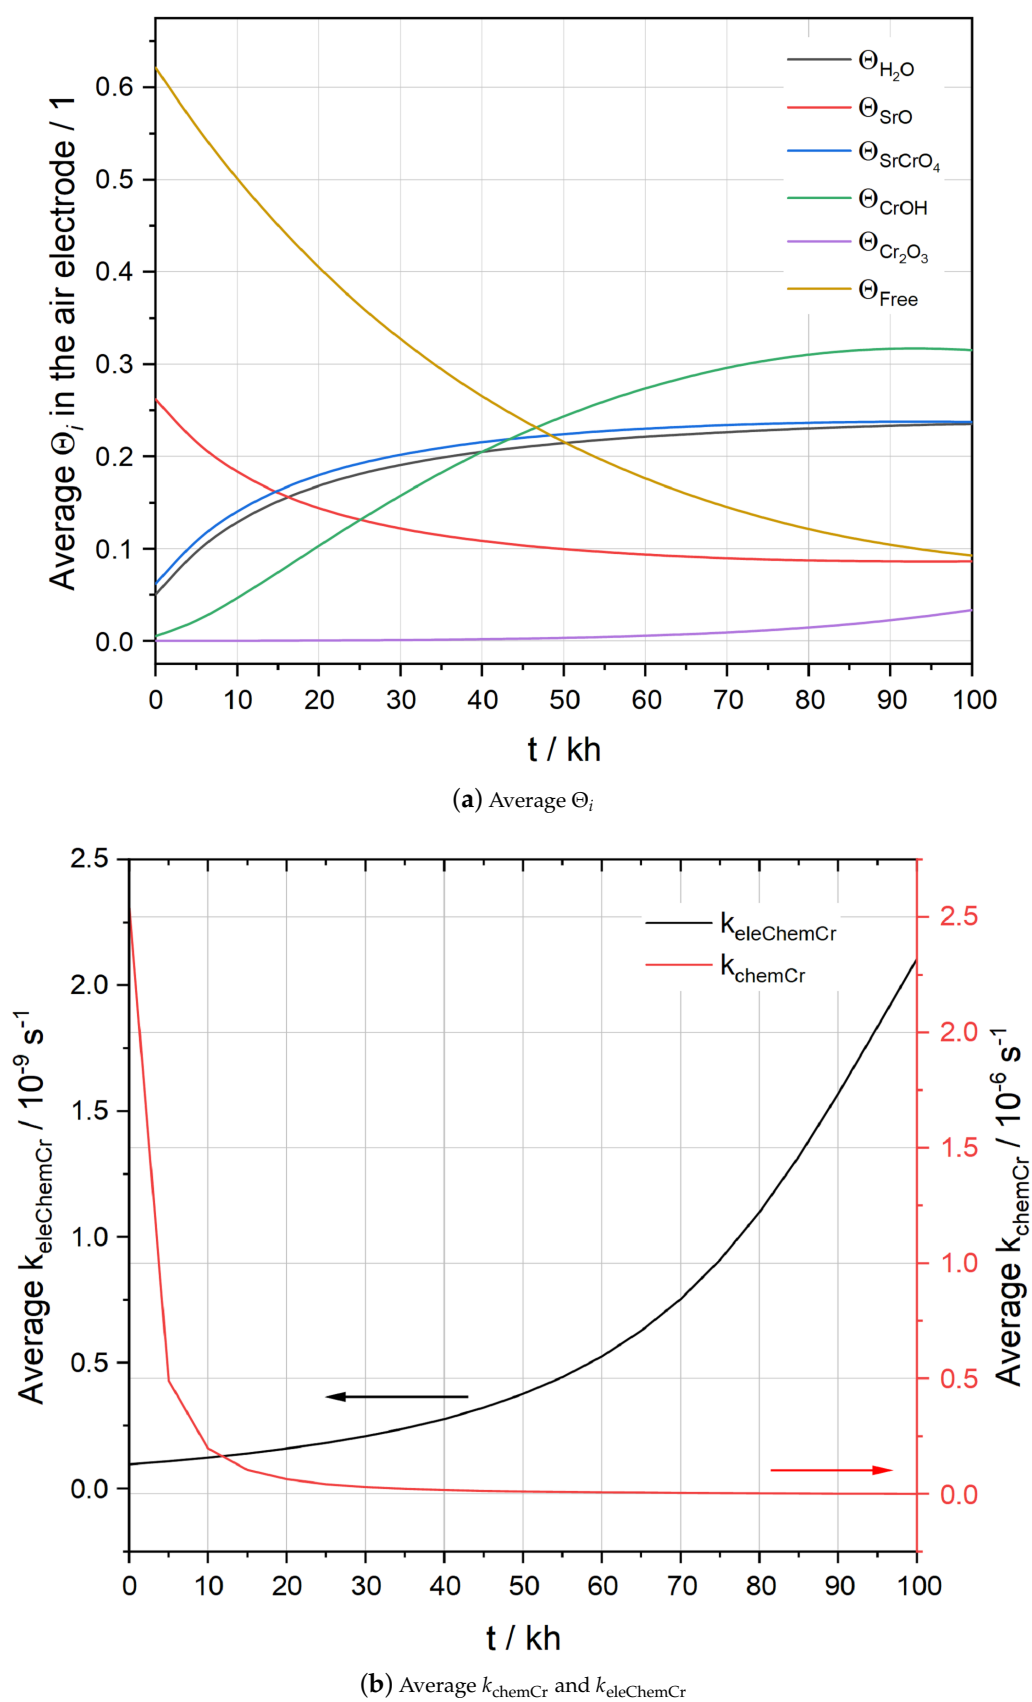 Average Θi in the air electrode / 1
0.6
0.5
0.4
0.3
0.2
0.1
0.0
ΘH2O
ΘSrO
ΘSrCrO4
ΘCrOH
ΘCr2O3
ΘFree
0 10 20 30 40 50 60 70 80 90 100
t / kh
(a) Average Θi
Average keleChemCr / 10-9 s-1
2.5
2.0
1.5
1.0
0.5
0.0
keleChemCr
kchemCr
2.5
2.0
1.5
1.0
0.5
0.0
Average kchemCr / 10-6 s-1
0 10 20 30 40 50 60 70 80 90 100
t / kh
(b) Average kchemCr and keleChemCr